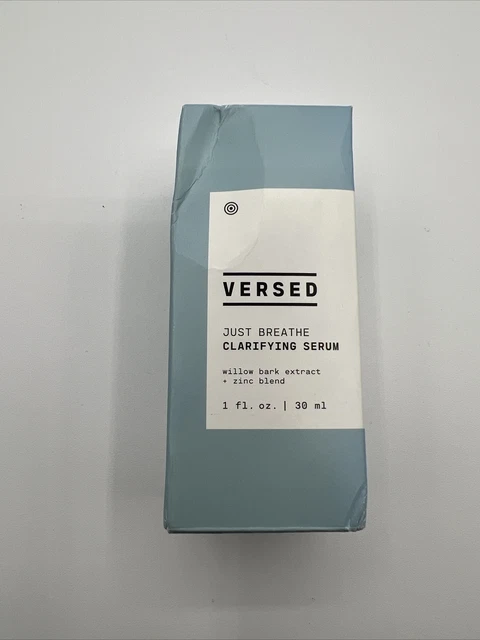 VERSED
JUST BREATHE
CLARIFYING SERUM
willow bark extract
+ zinc blend
1 fl. oz. | 30 ml